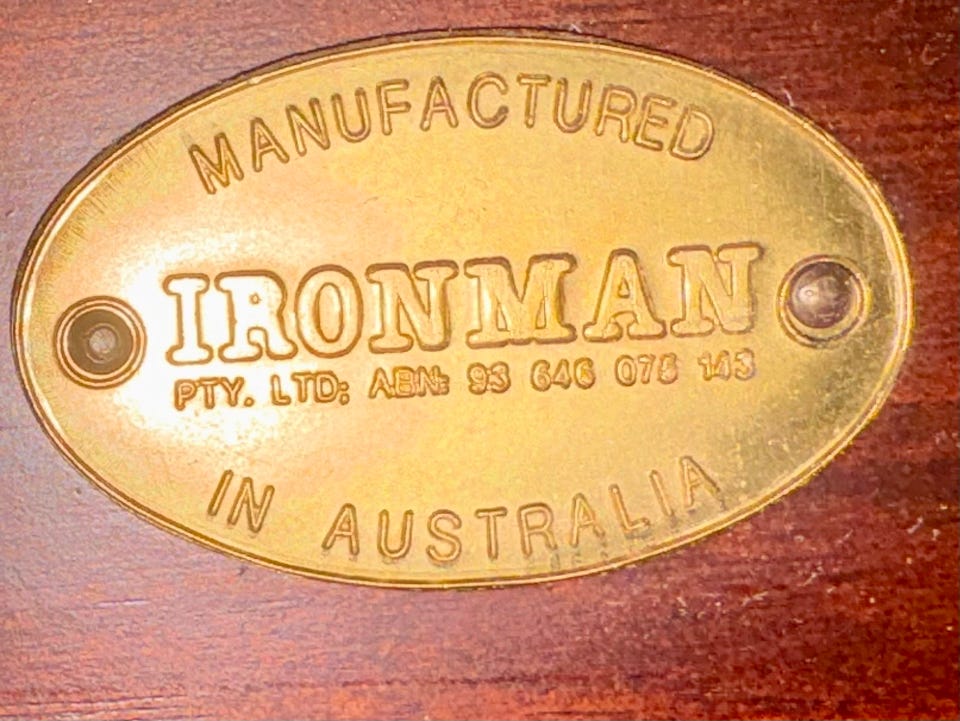 MANUFACTURED
IRONMAN
PTY. LTD; ABN: 93 646 075 143
IN AUSTRALIA